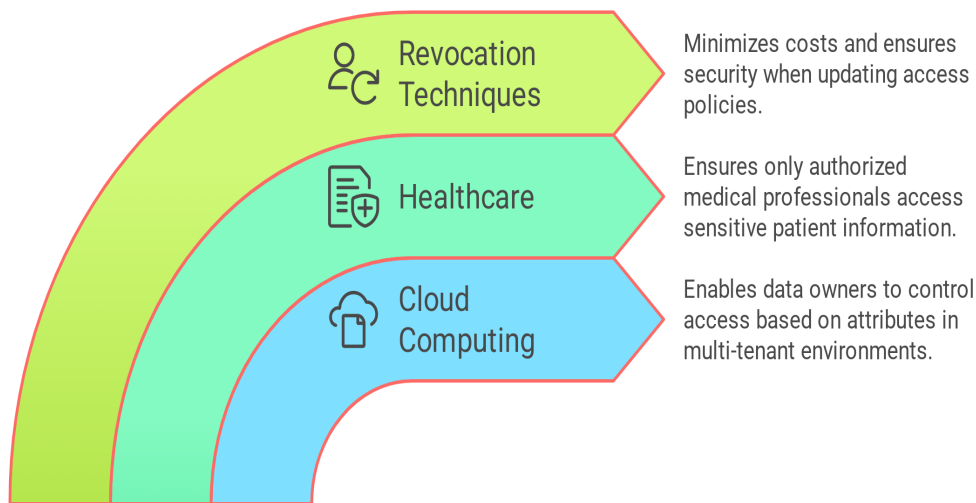 Revocation
Techniques
Minimizes costs and ensures
security when updating access
policies.
Healthcare
Ensures only authorized
medical professionals access
sensitive patient information.
Cloud
Computing
Enables data owners to control
access based on attributes in
multi-tenant environments.